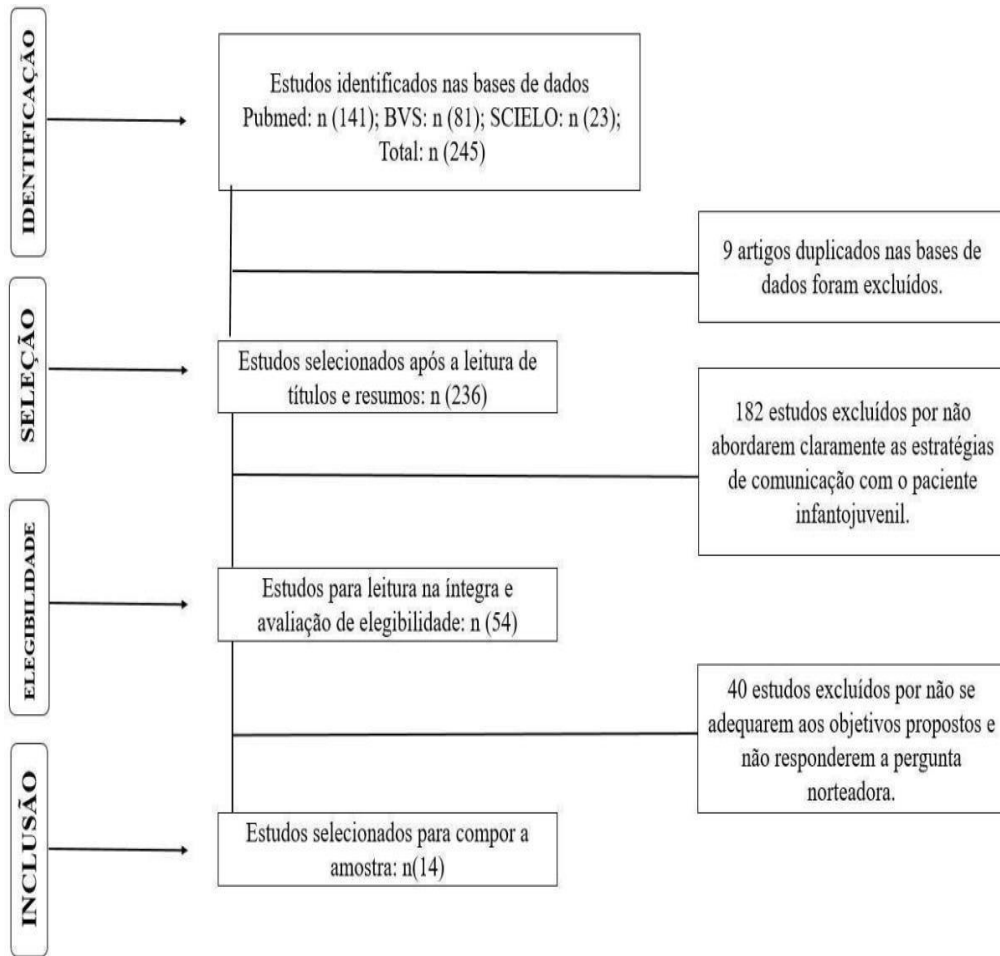 IDENTIFICAÇÃO
Estudos identificados nas bases de dados
Pubmed: n (141); BVS: n (81); SCIELO: n (23);
Total: n (245)
9 artigos duplicados nas bases de
dados foram excluídos.
SELEÇÃO
Estudos selecionados após a leitura de
títulos e resumos: n (236)
182 estudos excluídos por não
abordarem claramente as estratégias
de comunicação com o paciente
infantojuvenil.
ELEGIBILIDADE
Estudos para leitura na íntegra e
avaliação de elegibilidade: n (54)
40 estudos excluídos por não se
adequarem aos objetivos propostos e
não responderem a pergunta
norteadora.
INCLUSÃO
Estudos selecionados para compor a
amostra: n(14)